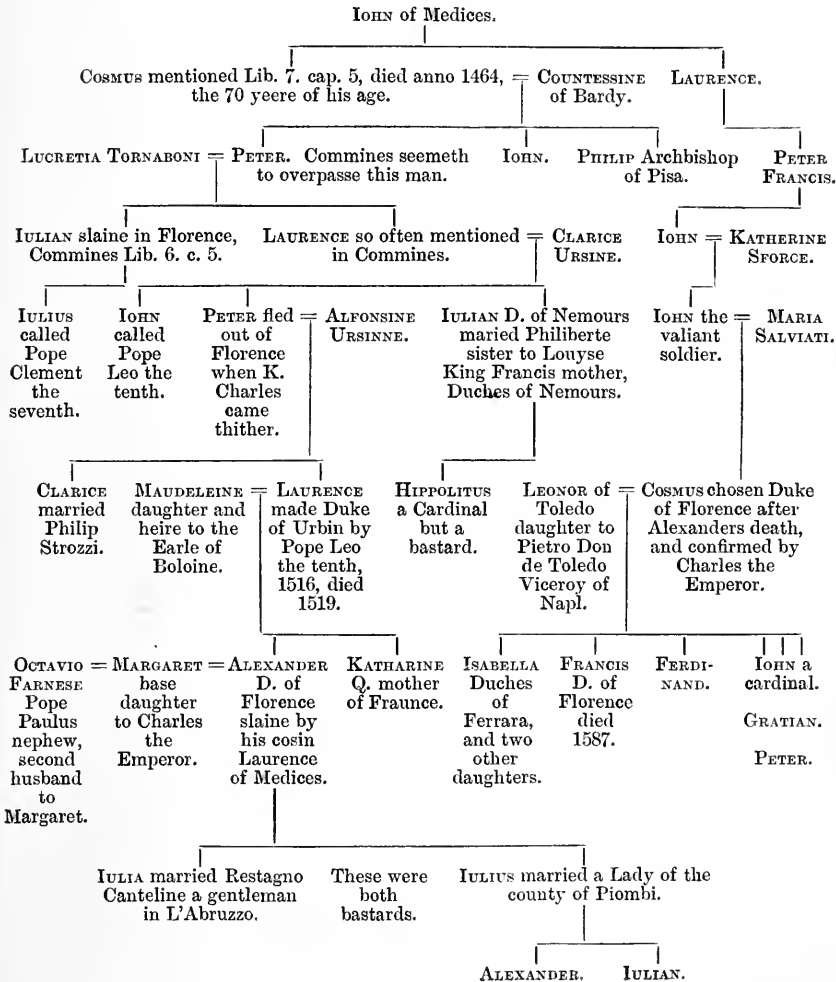 IOHN of Medices.
COSMUS mentioned Lib. 7. cap. 5, died anno 1464,
the 70 yeere of his age.
= COUNTESSINE
of Bardy.
LAURENCE.
LUCRETIA TORNABONI = PETER. Commines seemeth
to overpasse this man.
IOHN.
PHILIP Archbishop
of Pisa.
PETER
FRANCIS.
IULIAN slaine in Florence,
Commines Lib. 6. c. 5.
LAURENCE so often mentioned
in Commines.
= CLARICE
URSINE.
IOHN = KATHERINE
SFORCE.
IULIUS
called
Pope
Clement
the
seventh.
IOHN
called
Pope
Leo the
tenth.
PETER fled
out of
Florence
when K.
Charles
came
thither.
= ALFONSINE
URSINNE.
IULIAN D. of Nemours
maried Philiberte
sister to Louyse
King Francis mother,
Duches of Nemours.
IOHN the
valiant
soldier.
= MARIA
SALVIATI.
CLARICE
married
Philip
Strozzi.
MAUDELEINE
daughter and
heire to the
Earle of
Boloine.
= LAURENCE
made Duke
of Urbin by
Pope Leo
the tenth,
1516, died
1519.
HIPPOLITUS
a Cardinal
but a
bastard.
LEONOR of
Toledo
daughter to
Pietro Don
de Toledo
Viceroy of
Napl.
= COSMUS chosen Duke
of Florence after
Alexanders death,
and confirmed by
Charles the
Emperor.
OCTAVIO
FARNESE
Pope
Paulus
nephew,
second
husband
to
Margaret.
= MARGARET
base
daughter
to Charles
the
Emperor.
= ALEXANDER
D. of
Florence
slaine by
his cosin
Laurence
of Medices.
KATHARINE
Q. mother
of Fraunce.
ISABELLA
Duches
of
Ferrara,
and two
other
daughters.
FRANCIS
D. of
Florence
died
1587.
FERDI-
NAND.
IOHN a
cardinal.
GRATIAN.
PETER.
IULIA married Restagno
Canteline a gentleman
in L'Abruzzo.
These were
both
bastards.
IULIUS married a Lady of the
county of Piombi.
ALEXANDER.
IULIAN.